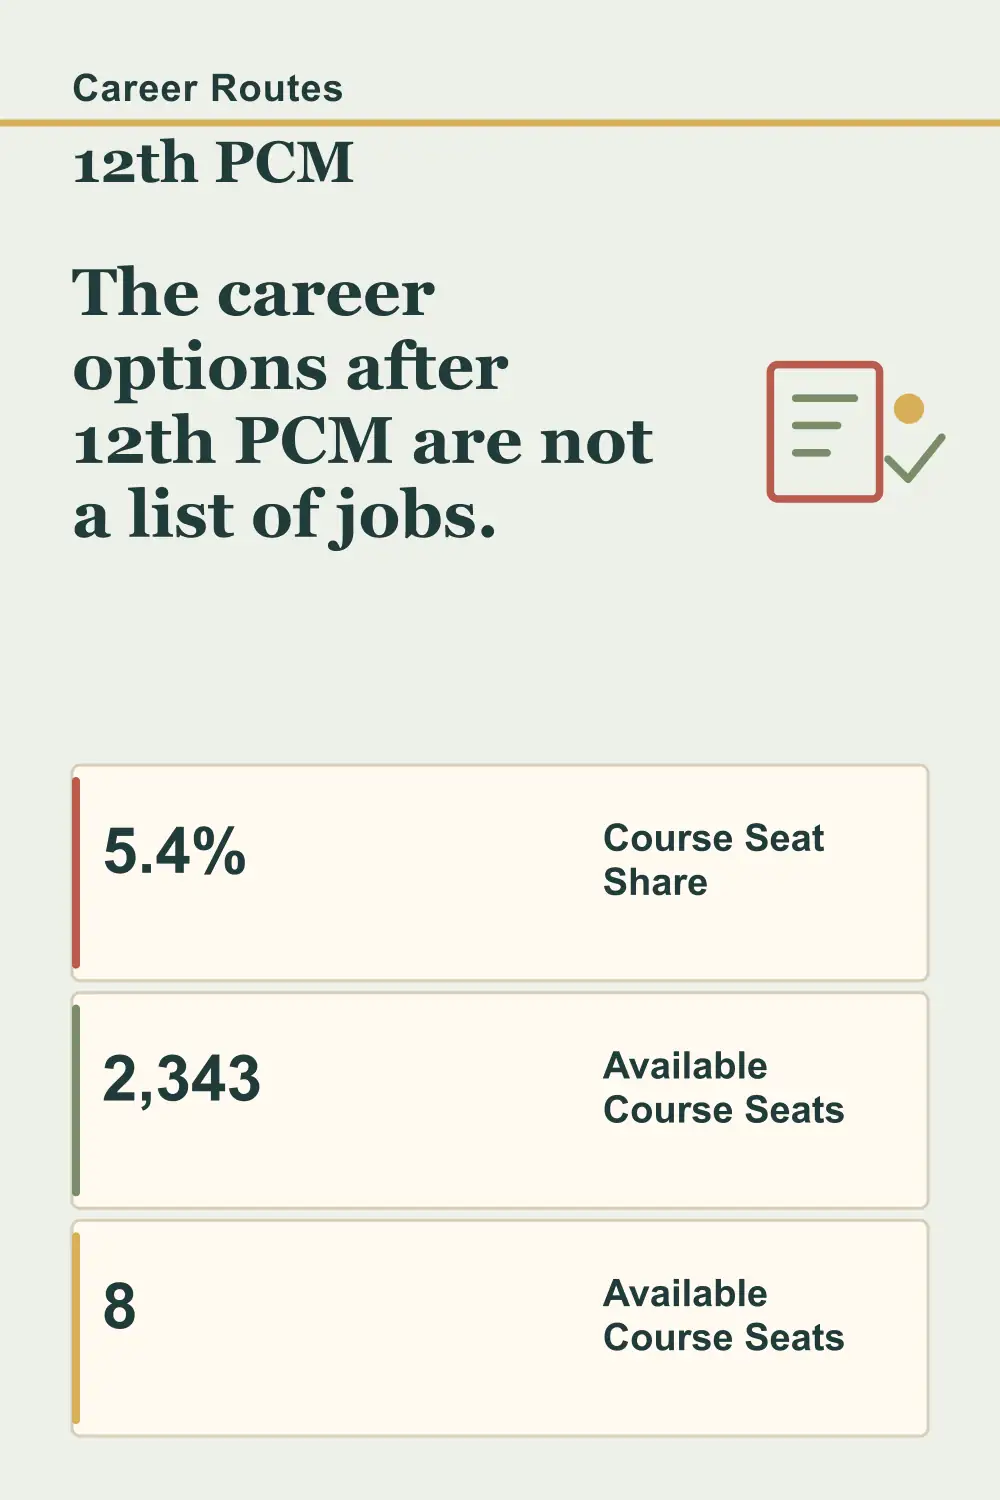 Career Routes
12th PCM
The career
options after
12th PCM are not
a list of jobs.
5.4%
Course Seat
Share
2,343
Available
Course Seats
8
Available
Course Seats